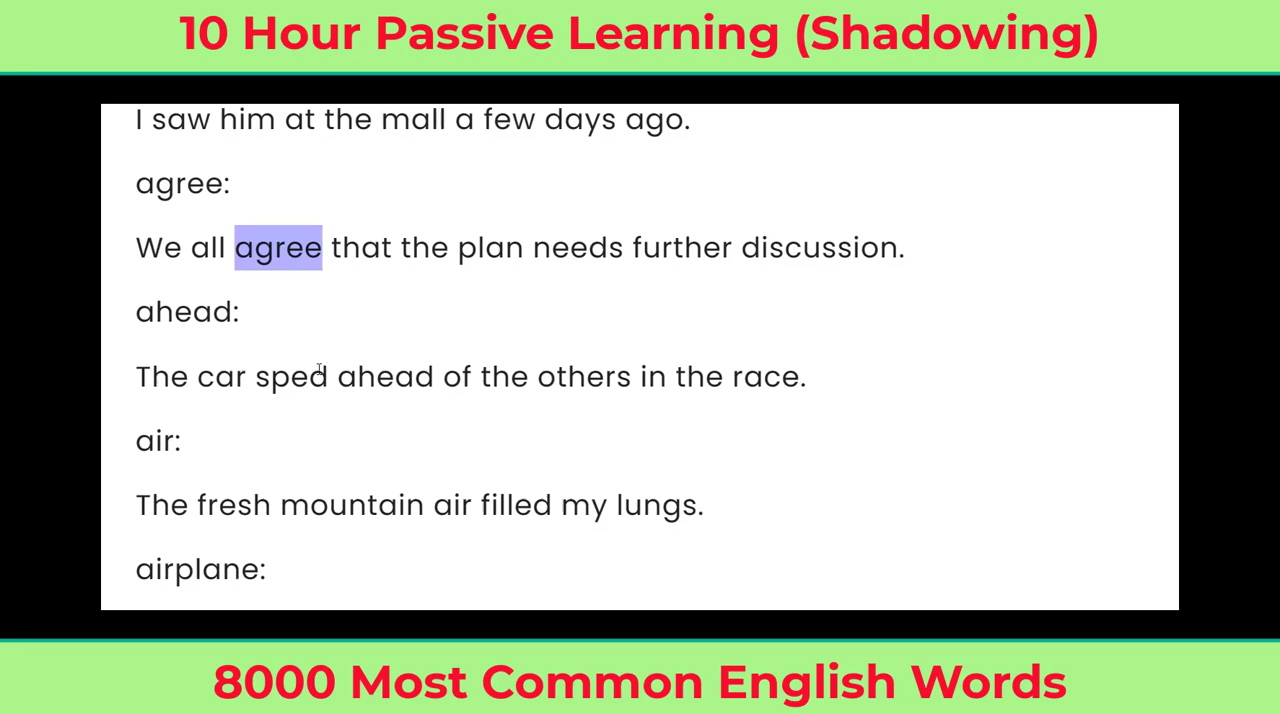 10 Hour Passive Learning (Shadowing)
I saw him at the mall a few days ago.
agree:
We all agree that the plan needs further discussion.
ahead:
The car sped ahead of the others in the race.
air:
The fresh mountain air filled my lungs.
airplane:
8000 Most Common English Words